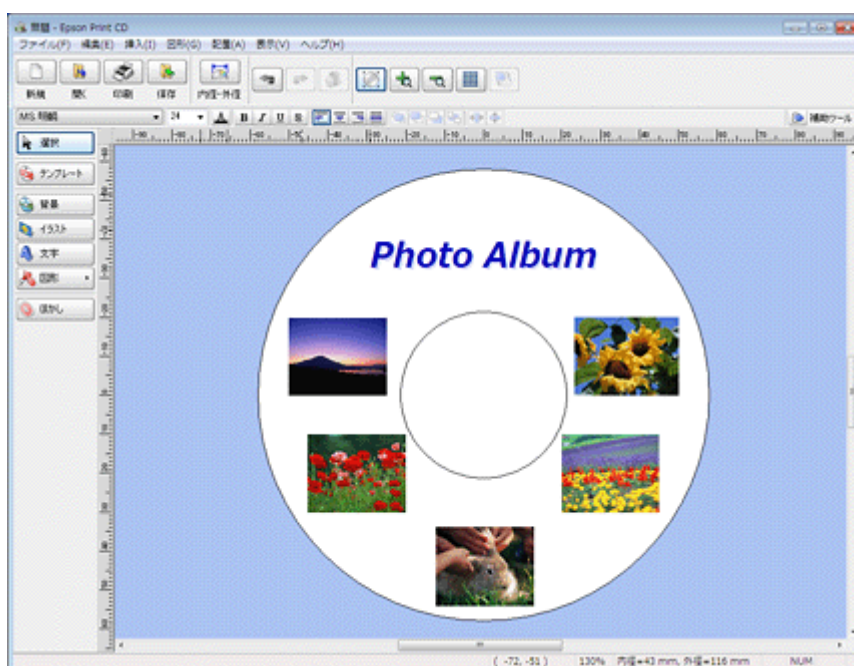 無題 - Epson Print CD
ファイル(F) 編集(E) 挿入(I) 図形(G) 配置(A) 表示(V) ヘルプ(H)
新規 開く 印刷 保存 内径・外径
MS 明朝 24 A B I U S 補助ツール
選択
テンプレート
背景
イラスト
文字
図形
ぼかし
Photo Album
( -72, -51 ) 130% 内径=43 mm, 外径=116 mm NUM